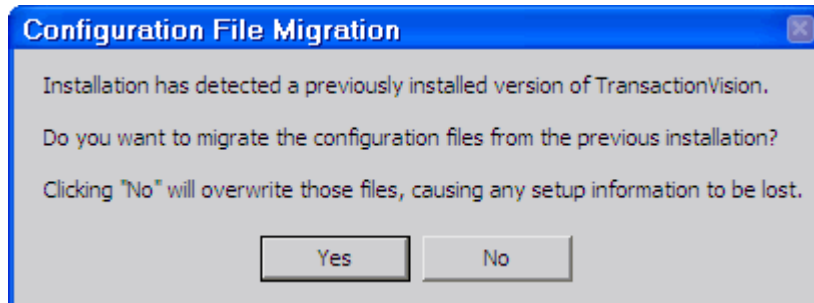 Configuration File Migration
Installation has detected a previously installed version of TransactionVision.
Do you want to migrate the configuration files from the previous installation?
Clicking "No" will overwrite those files, causing any setup information to be lost.
Yes No